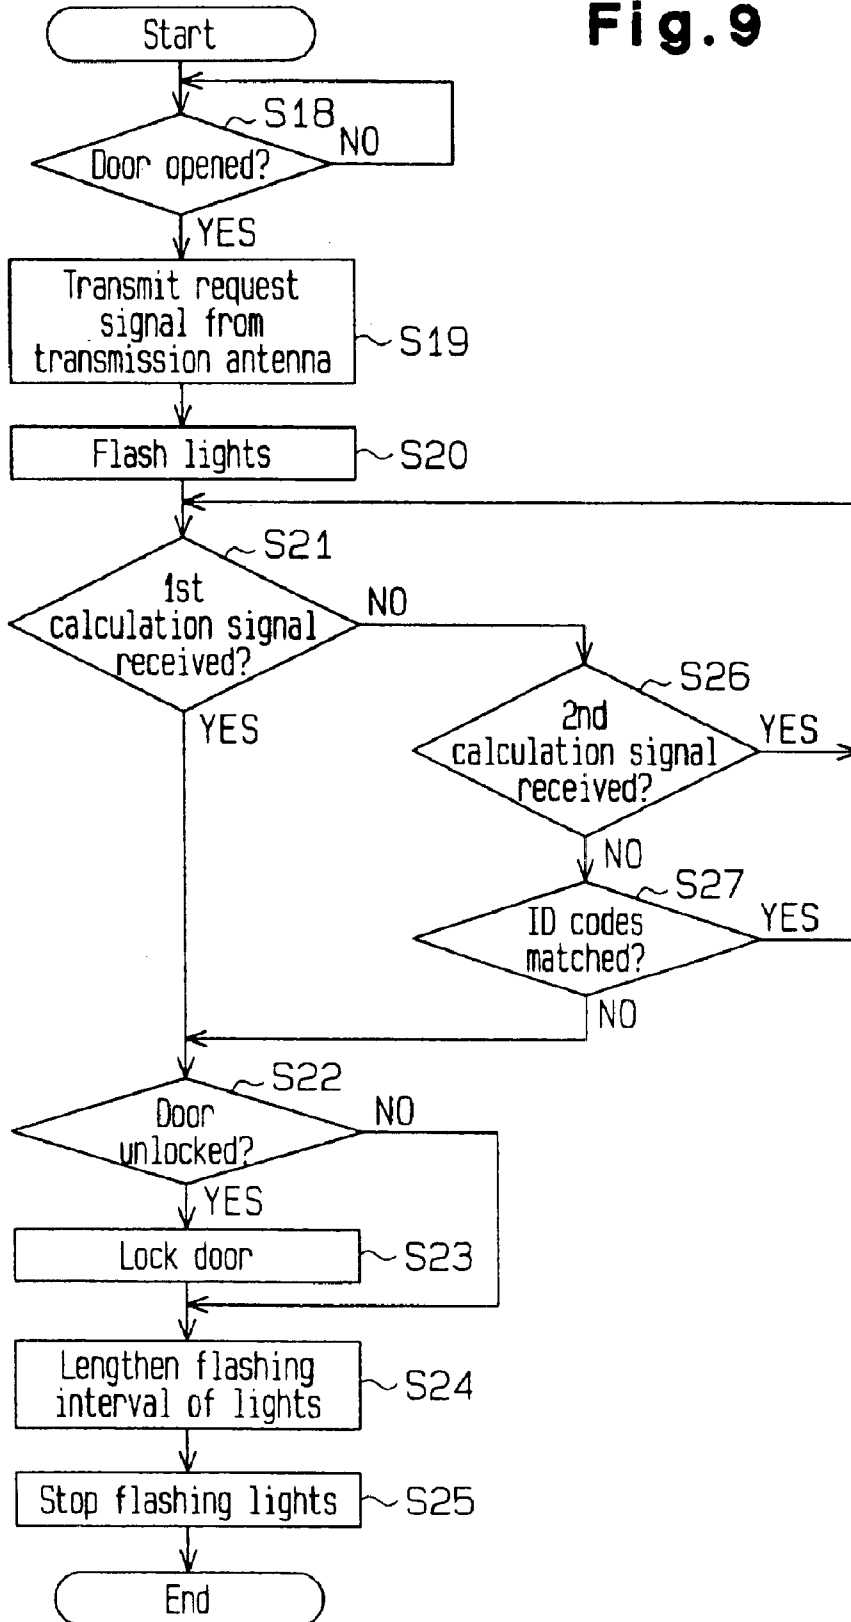 Fig.9
Start
S18
Door opened?
NO
YES
Transmit request
signal from
transmission antenna
S19
Flash lights
S20
S21
1st
calculation signal
received?
NO
YES
S26
2nd
calculation signal
received?
YES
NO
S27
ID codes
matched?
YES
NO
S22
Door
unlocked?
NO
YES
Lock door
S23
Lengthen flashing
interval of lights
S24
Stop flashing lights
S25
End